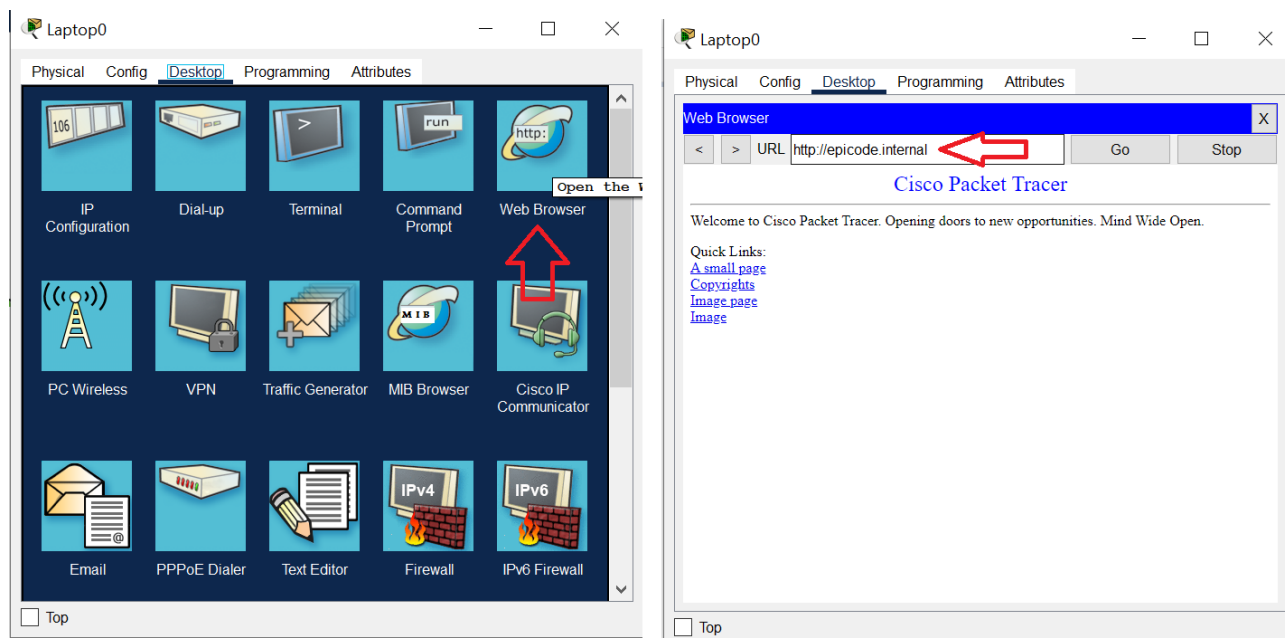 Laptop0
Physical Config Desktop Programming Attributes
106
>
run
http:
Open the W
IP
Configuration
Dial-up
Terminal
Command
Prompt
Web Browser
MIB
PC Wireless
VPN
Traffic Generator
MIB Browser
Cisco IP
Communicator
@
IPv4
IPv6
Email
PPPoE Dialer
Text Editor
Firewall
IPv6 Firewall
Top
Laptop0
Physical Config Desktop Programming Attributes
Web Browser X
< > URL http://epicode.internal Go Stop
Cisco Packet Tracer
Welcome to Cisco Packet Tracer. Opening doors to new opportunities. Mind Wide Open.
Quick Links:
A small page
Copyrights
Image page
Image
Top